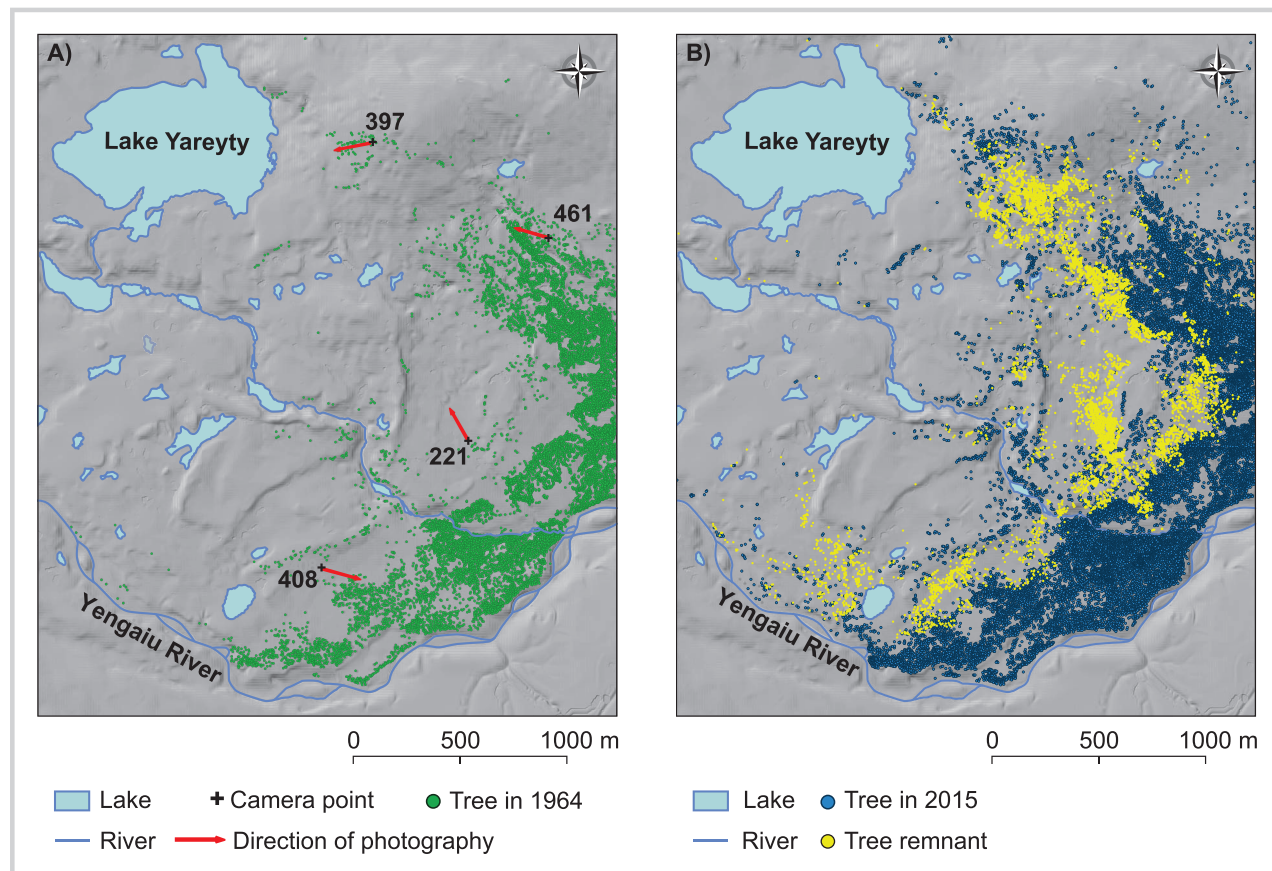 A)
397
Lake Yareyty
461
221
408
Yengaiu River
0 500 1000 m
Lake
Camera point
Tree in 1964
River
Direction of photography
B)
Lake Yareyty
Yengaiu River
0 500 1000 m
Lake
Tree in 2015
River
Tree remnant